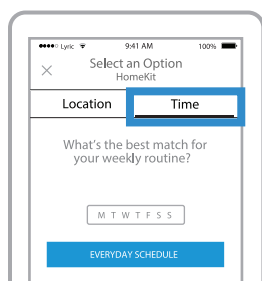 Lyric 9:41 AM 100%
Select an Option
HomeKit
Location Time
What's the best match for
your weekly routine?
M T W T F S S
EVERYDAY SCHEDULE